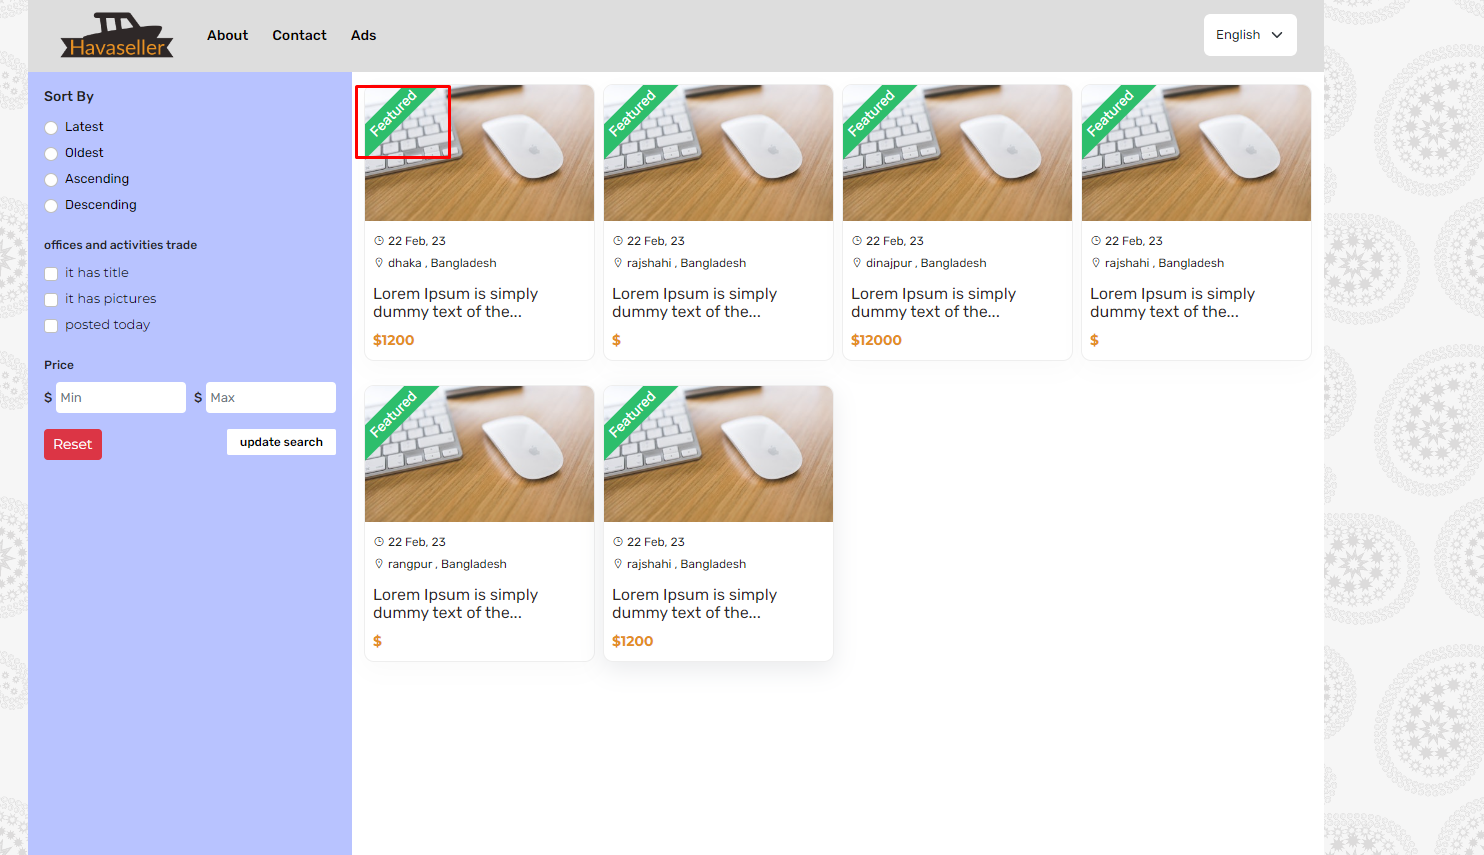 Havaseller
About
Contact
Ads
English
Sort By
Latest
Oldest
Ascending
Descending
offices and activities trade
it has title
it has pictures
posted today
Price
$ Min $ Max
Reset
update search
Featured
22 Feb, 23
dhaka , Bangladesh
Lorem Ipsum is simply
dummy text of the...
$1200
Featured
22 Feb, 23
rajshahi , Bangladesh
Lorem Ipsum is simply
dummy text of the...
$
Featured
22 Feb, 23
dinajpur , Bangladesh
Lorem Ipsum is simply
dummy text of the...
$12000
Featured
22 Feb, 23
rajshahi , Bangladesh
Lorem Ipsum is simply
dummy text of the...
$
Featured
22 Feb, 23
rangpur , Bangladesh
Lorem Ipsum is simply
dummy text of the...
$
Featured
22 Feb, 23
rajshahi , Bangladesh
Lorem Ipsum is simply
dummy text of the...
$1200